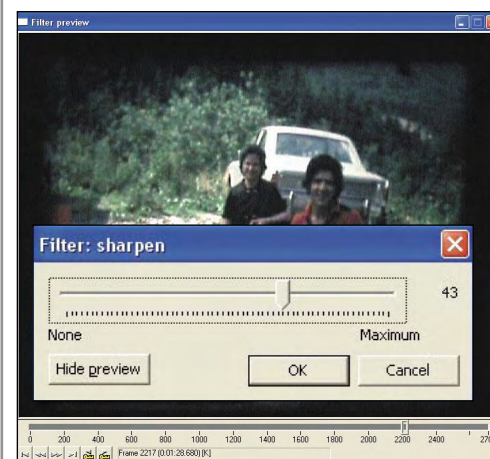 Filter preview
Filter: sharpen
43
None Maximum
Hide preview OK Cancel
0 200 400 600 800 1000 1200 1400 1600 1800 2000 2200 2400
Frame 2217 (0:01:28.680) [K]